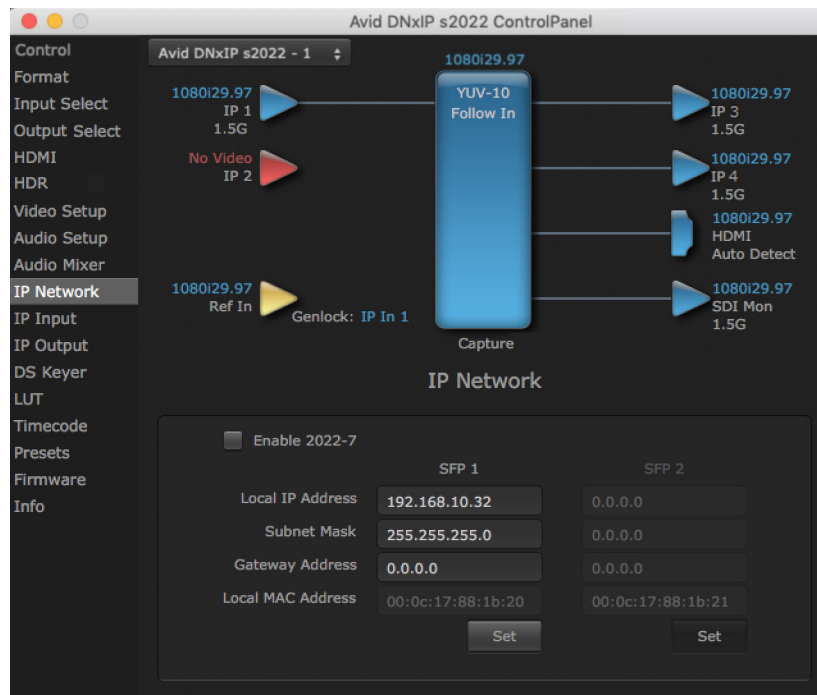 Avid DNxIP s2022 ControlPanel
Control
Format
Input Select
Output Select
HDMI
HDR
Video Setup
Audio Setup
Audio Mixer
IP Network
IP Input
IP Output
DS Keyer
LUT
Timecode
Presets
Firmware
Info
Avid DNxIP s2022 - 1
1080i29.97
IP 1
1.5G
No Video
IP 2
1080i29.97
Ref In
Genlock: IP In 1
1080i29.97
YUV-10
Follow In
Capture
1080i29.97
IP 3
1.5G
1080i29.97
IP 4
1.5G
1080i29.97
HDMI
Auto Detect
1080i29.97
SDI Mon
1.5G
IP Network
Enable 2022-7
SFP 1 SFP 2
Local IP Address 192.168.10.32 0.0.0.0
Subnet Mask 255.255.255.0 0.0.0.0
Gateway Address 0.0.0.0 0.0.0.0
Local MAC Address 00:0c:17:88:1b:20 00:0c:17:88:1b:21
Set Set